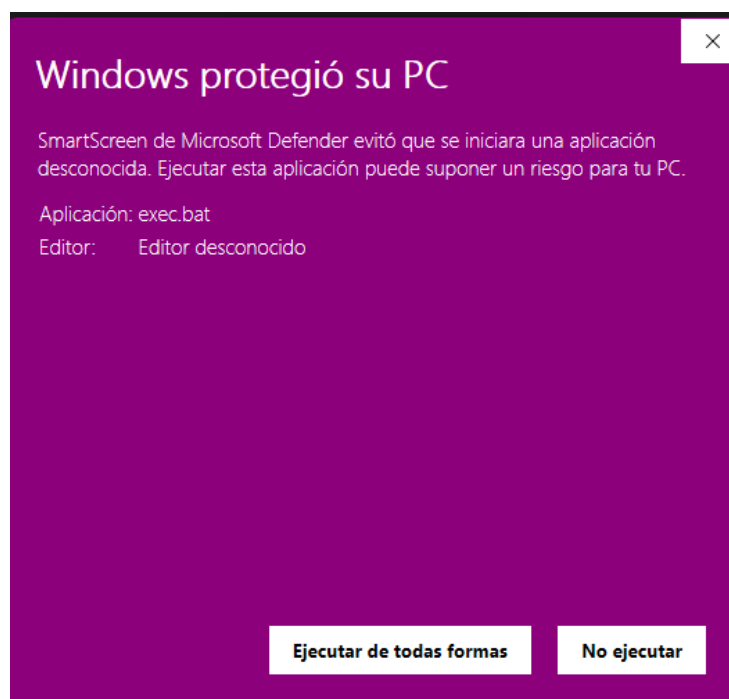 Windows protegió su PC
SmartScreen de Microsoft Defender evitó que se iniciara una aplicación
desconocida. Ejecutar esta aplicación puede suponer un riesgo para tu PC.
Aplicación: exec.bat
Editor: Editor desconocido
Ejecutar de todas formas No ejecutar